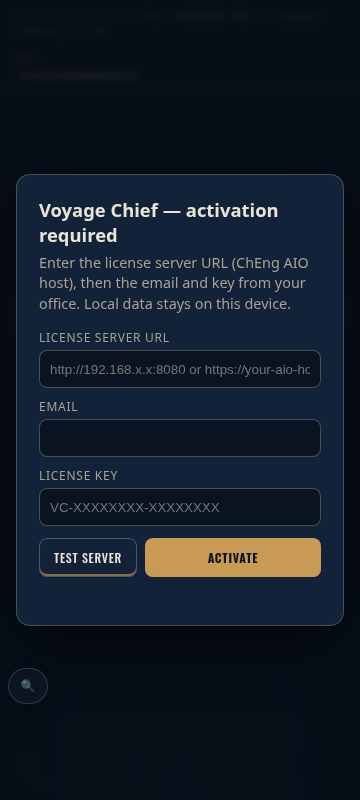 Voyage Chief — activation
required
Enter the license server URL (ChEng AIO
host), then the email and key from your
office. Local data stays on this device.
LICENSE SERVER URL
http://192.168.x.x:8080 or https://your-aio-hc
EMAIL
LICENSE KEY
VC-XXXXXXXX-XXXXXXXX
TEST SERVER
ACTIVATE